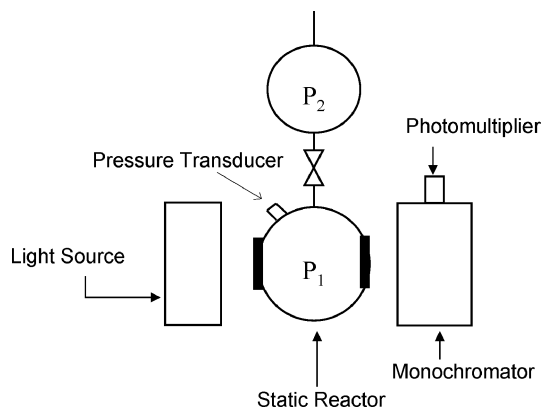 P2
Photomultiplier
Pressure Transducer
Light Source
P1
Monochromator
Static Reactor